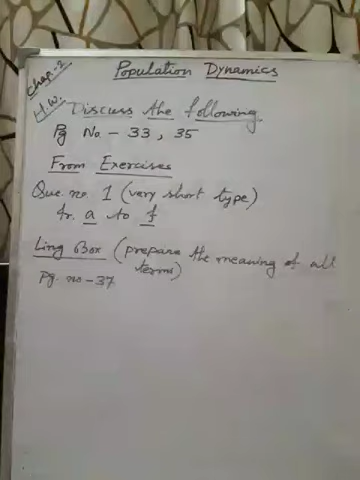 Chap.-2
Population Dynamics
H.W.
Discuss the following.
Pg No. - 33, 35
From Exercises
Que. no. 1 (very short type)
fr. a to f
Ling Box (prepare the meaning of all
terms)
Pg. no - 37